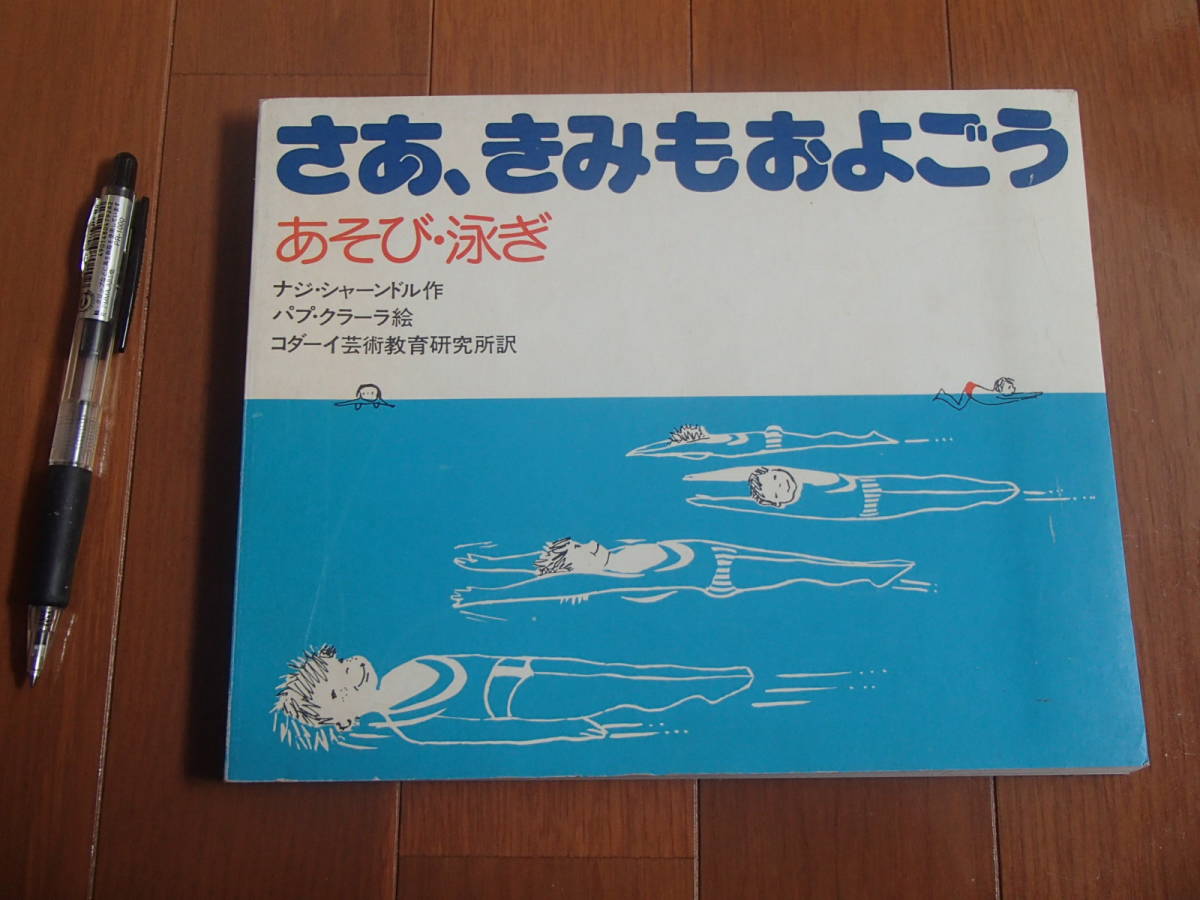 さあ、きみもおよごう
あそび・泳ぎ
ナジ・シャーンドル作
パプ・クラーラ絵
コダーイ芸術教育研究所訳